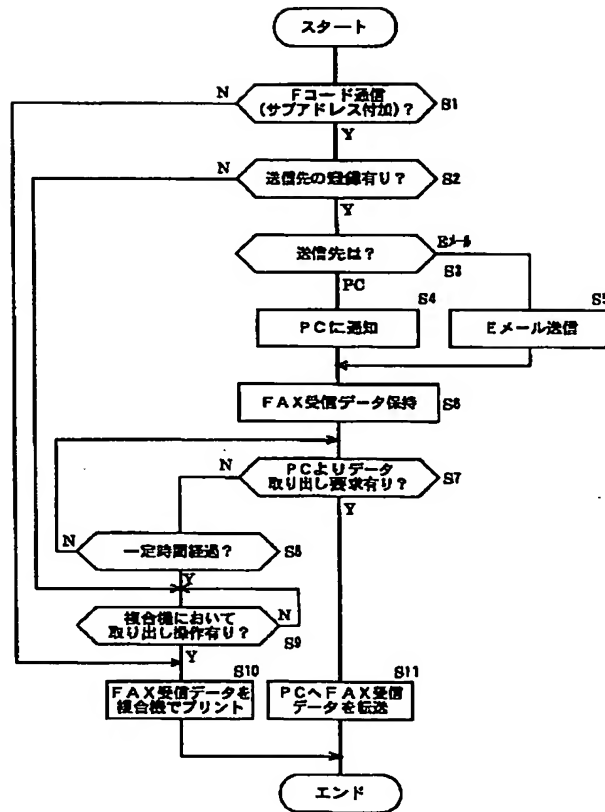 スタート
N
Fコード通信
(サブアドレス付加)?
S1
Y
N
送信先の登録有り?
S2
Y
送信先は?
Eメール
S3
PC
S4
PCに通知
S5
Eメール送信
FAX受信データ保持
S6
N
PCよりデータ
取り出し要求有り?
S7
Y
N
一定時間経過?
S8
Y
複合機において
取り出し操作有り?
N
S9
Y
S10
FAX受信データを
複合機でプリント
S11
PCへFAX受信
データを転送
エンド